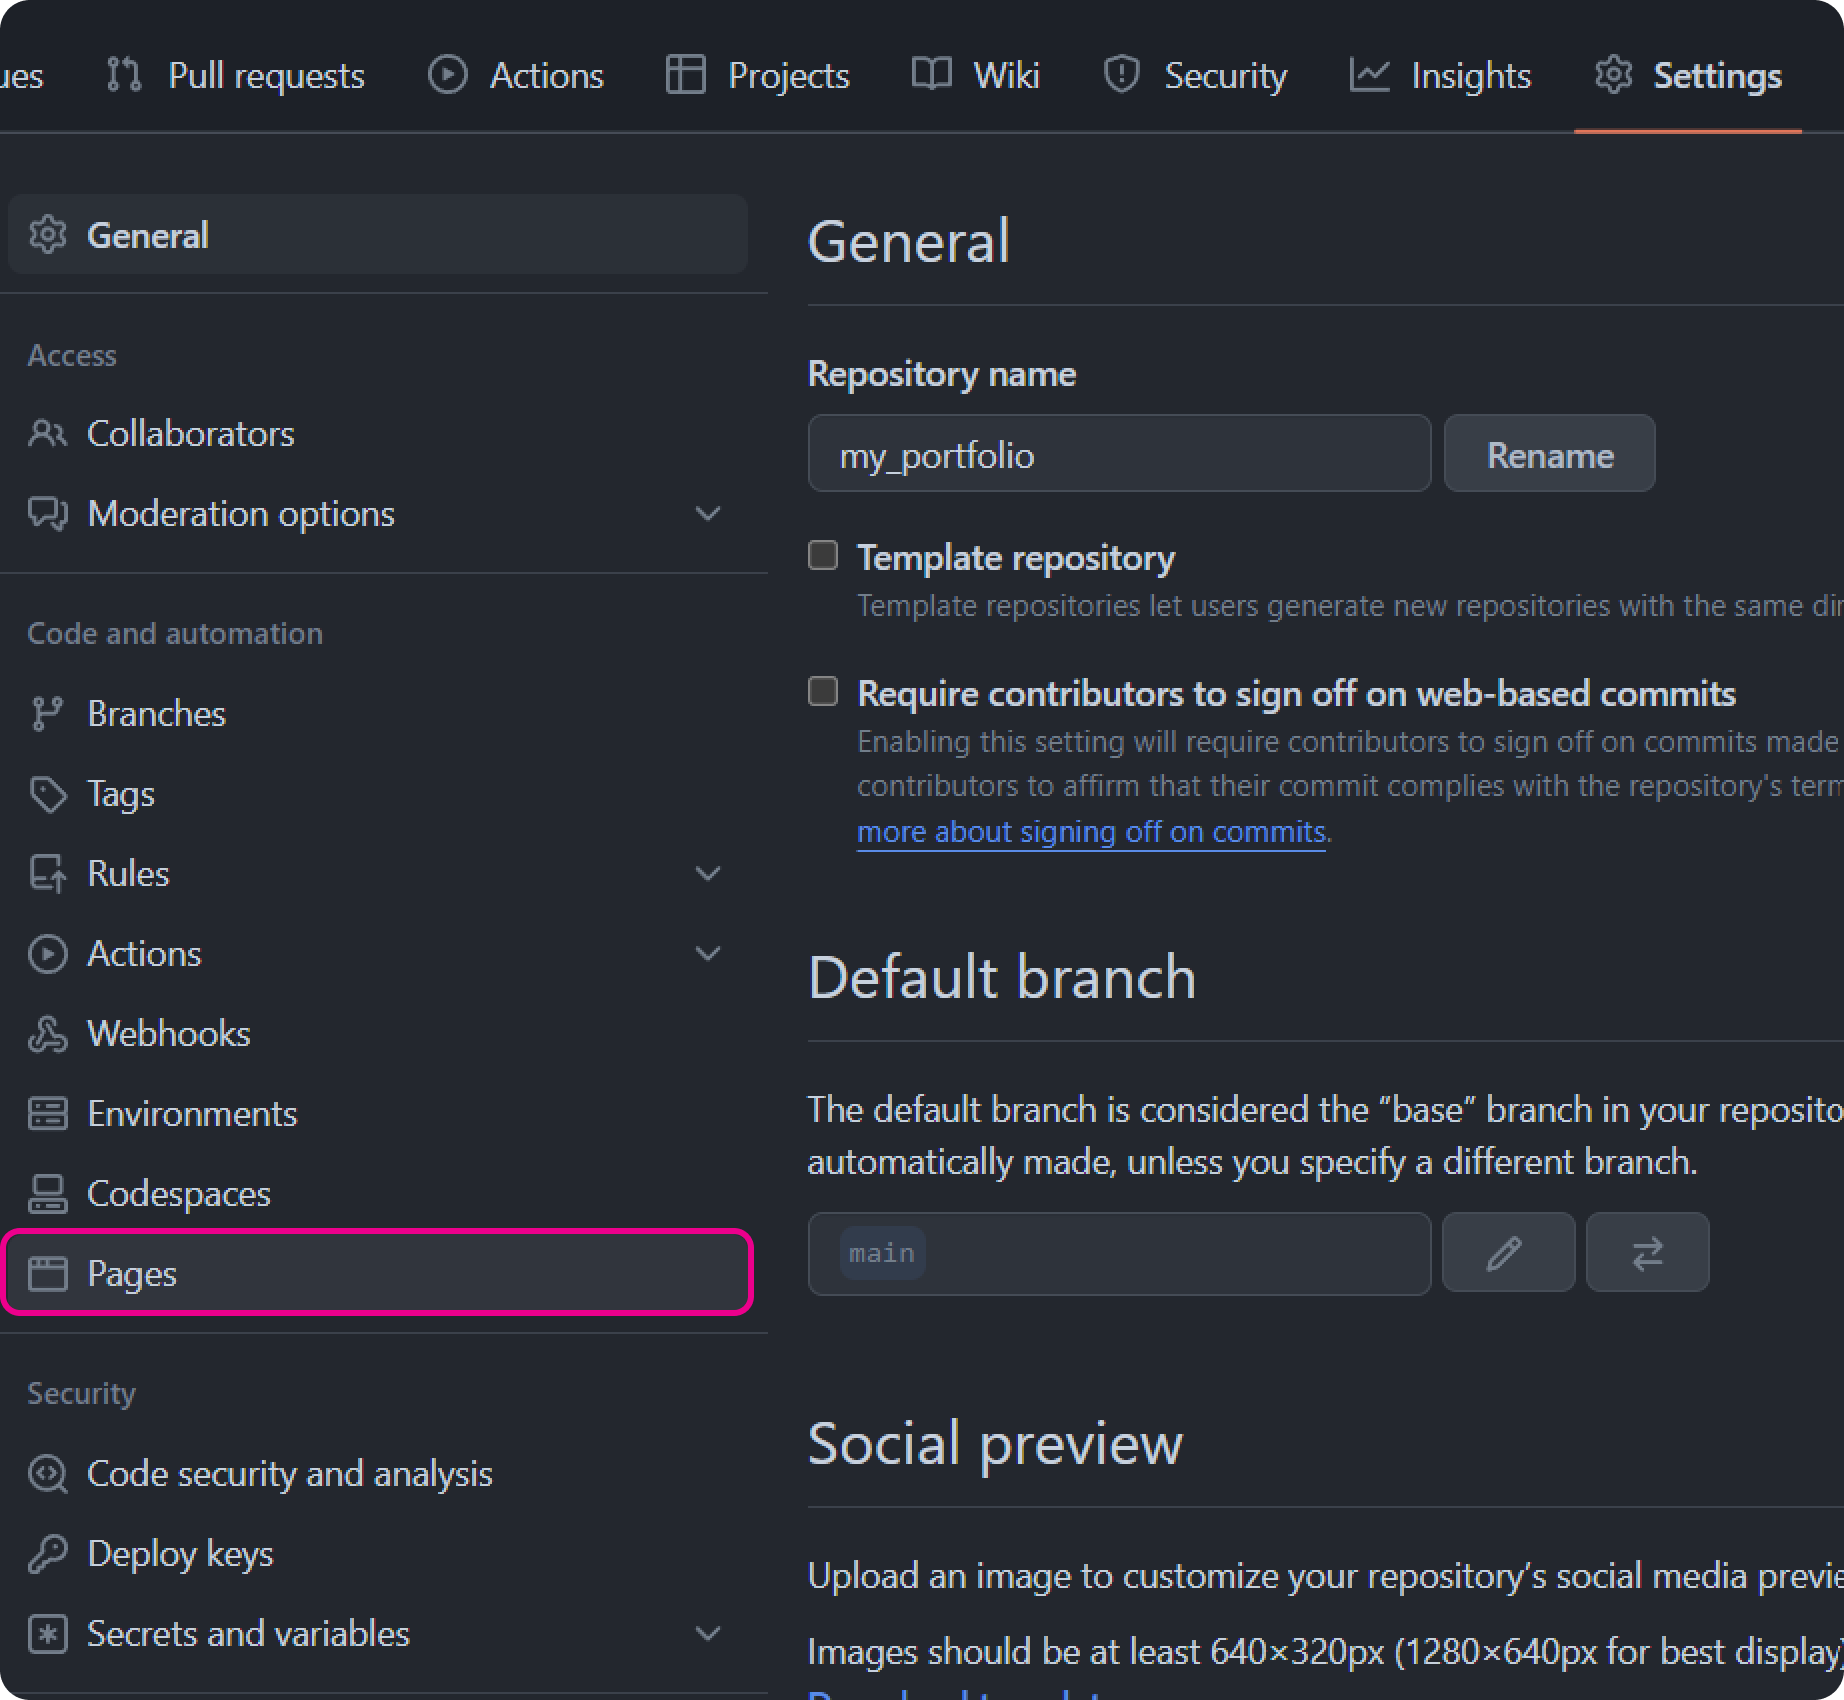 Pull requests
Actions
Projects
Wiki
Security
Insights
Settings
General
Access
Collaborators
Moderation options
Code and automation
Branches
Tags
Rules
Actions
Webhooks
Environments
Codespaces
Pages
Security
Code security and analysis
Deploy keys
Secrets and variables
General
Repository name
my_portfolio
Rename
Template repository
Template repositories let users generate new repositories with the same
Require contributors to sign off on web-based commits
Enabling this setting will require contributors to sign off on commits made
contributors to affirm that their commit complies with the repository's
more about signing off on commits.
Default branch
The default branch is considered the “base” branch in your
automatically made, unless you specify a different branch.
main
Social preview
Upload an image to customize your repository’s social media
Images should be at least 640×320px (1280×640px for best display)